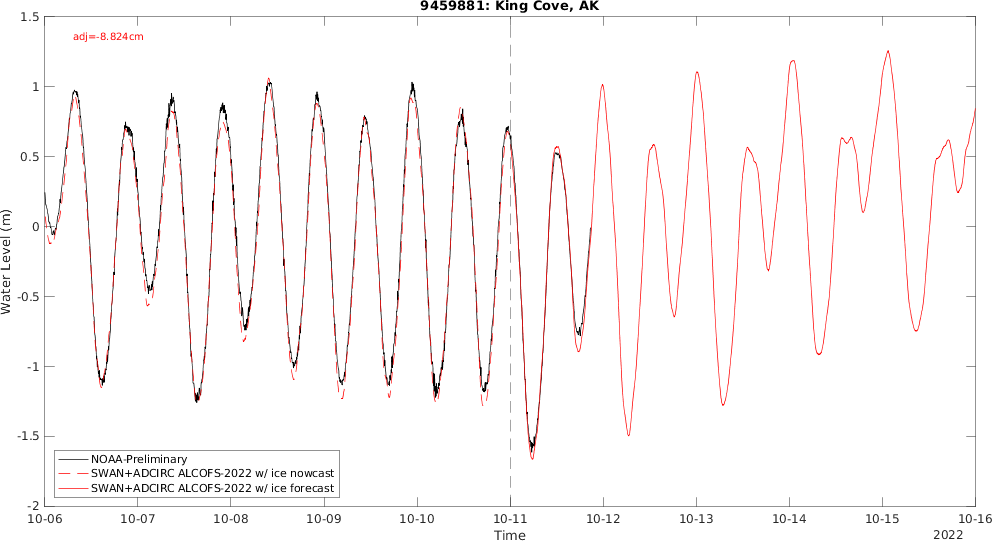 9459881: King Cove, AK
adj=-8.824cm
Water Level (m)
1.5
1
0.5
0
-0.5
-1
-1.5
-2
NOAA-Preliminary
SWAN+ADCIRC ALCOFS-2022 w/ ice nowcast
SWAN+ADCIRC ALCOFS-2022 w/ ice forecast
10-06 10-07 10-08 10-09 10-10 10-11 10-12 10-13 10-14 10-15 10-16
Time
2022